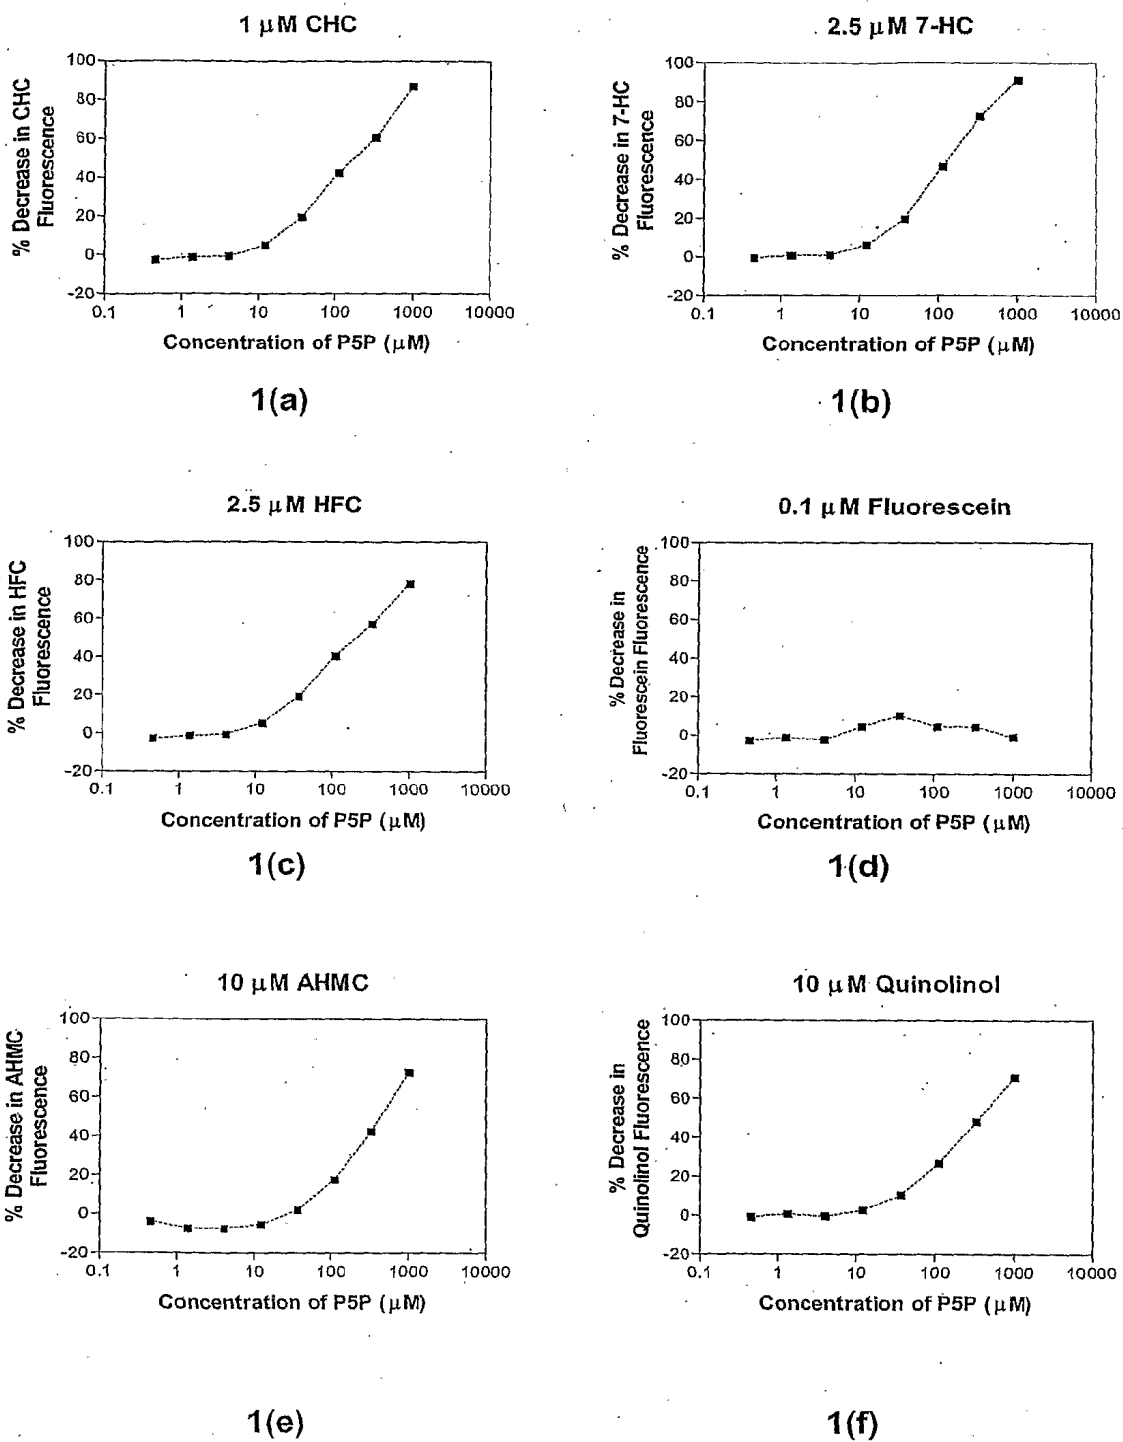 1 μM CHC
% Decrease in CHC
Fluorescence
100
80
60
40
20
0
-20
0.1 1 10 100 1000 10000
Concentration of P5P (μM)
1(a)
2.5 μM 7-HC
% Decrease in 7-HC
Fluorescence
100
80
60
40
20
0
-20
0.1 1 10 100 1000 10000
Concentration of P5P (μM)
1(b)
2.5 μM HFC
% Decrease in HFC
Fluorescence
100
80
60
40
20
0
-20
0.1 1 10 100 1000 10000
Concentration of P5P (μM)
1(c)
0.1 μM Fluorescein
% Decrease in
Fluorescein Fluorescence
100
80
60
40
20
0
-20
0.1 1 10 100 1000 10000
Concentration of P5P (μM)
1(d)
10 μM AHMC
% Decrease in AHMC
Fluorescence
100
80
60
40
20
0
-20
0.1 1 10 100 1000 10000
Concentration of P5P (μM)
1(e)
10 μM Quinolinol
% Decrease in
Quinolinol Fluorescence
100
80
60
40
20
0
-20
0.1 1 10 100 1000 10000
Concentration of P5P (μM)
1(f)